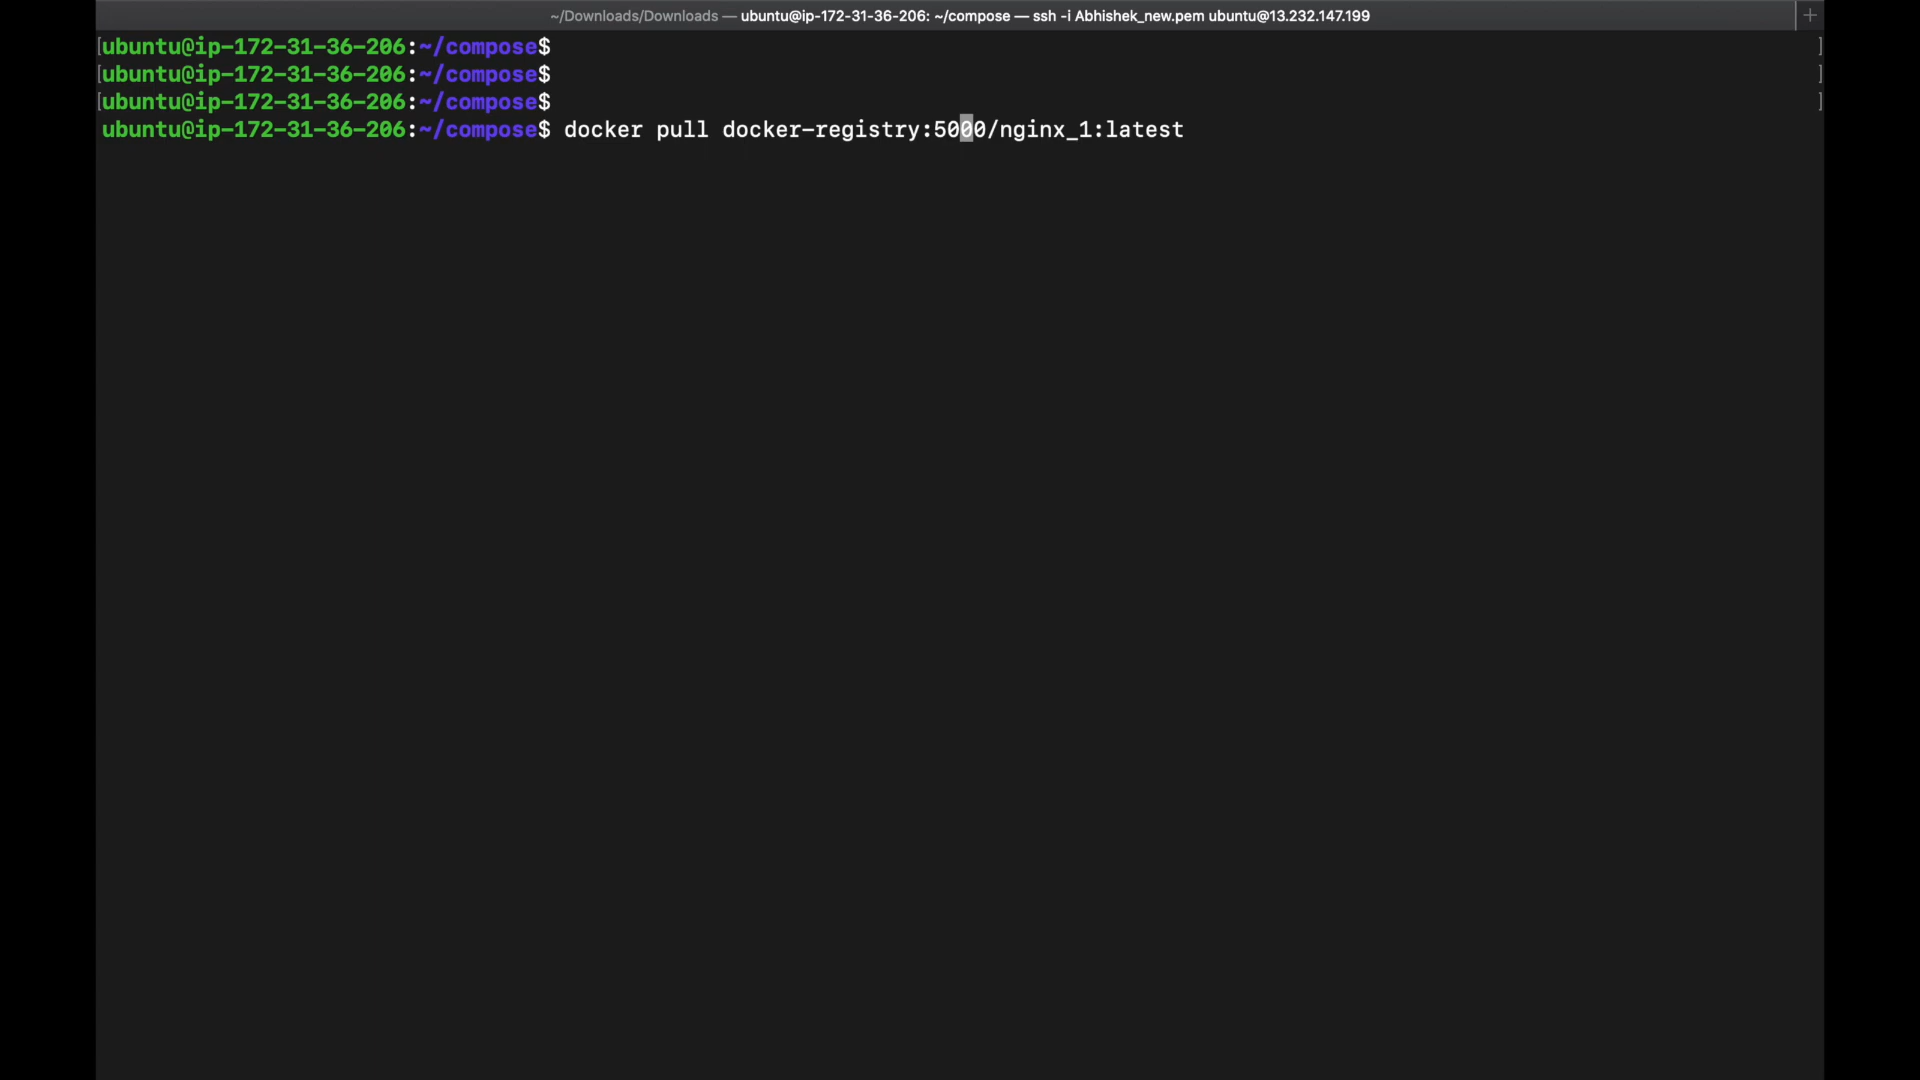 ~/Downloads/Downloads — ubuntu@ip-172-31-36-206: ~/compose — ssh -i Abhishek_new.pem ubuntu@13.232.147.199 +
[ubuntu@ip-172-31-36-206:~/compose$ ]
[ubuntu@ip-172-31-36-206:~/compose$ ]
[ubuntu@ip-172-31-36-206:~/compose$ ]
ubuntu@ip-172-31-36-206:~/compose$ docker pull docker-registry:5000/nginx_1:latest